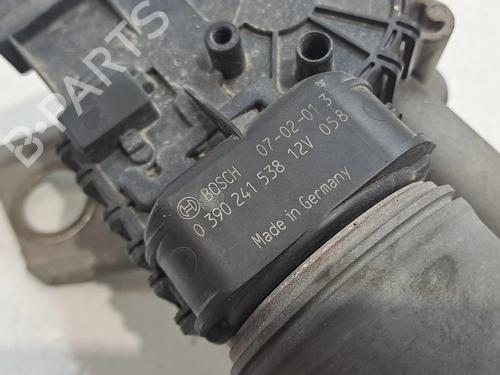 B-PARTS
BOSCH 07-02-01 3
0 390 241 538 12V 058
Made in Germany